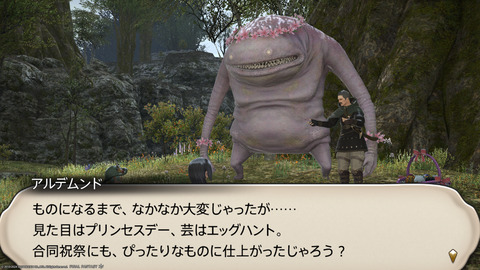 アルデムンド
ものになるまで、なかなか大変じゃったが……
見た目はプリンセスデー、芸はエッグハント。
合同祝祭にも、ぴったりなものに仕上がったじゃろう？